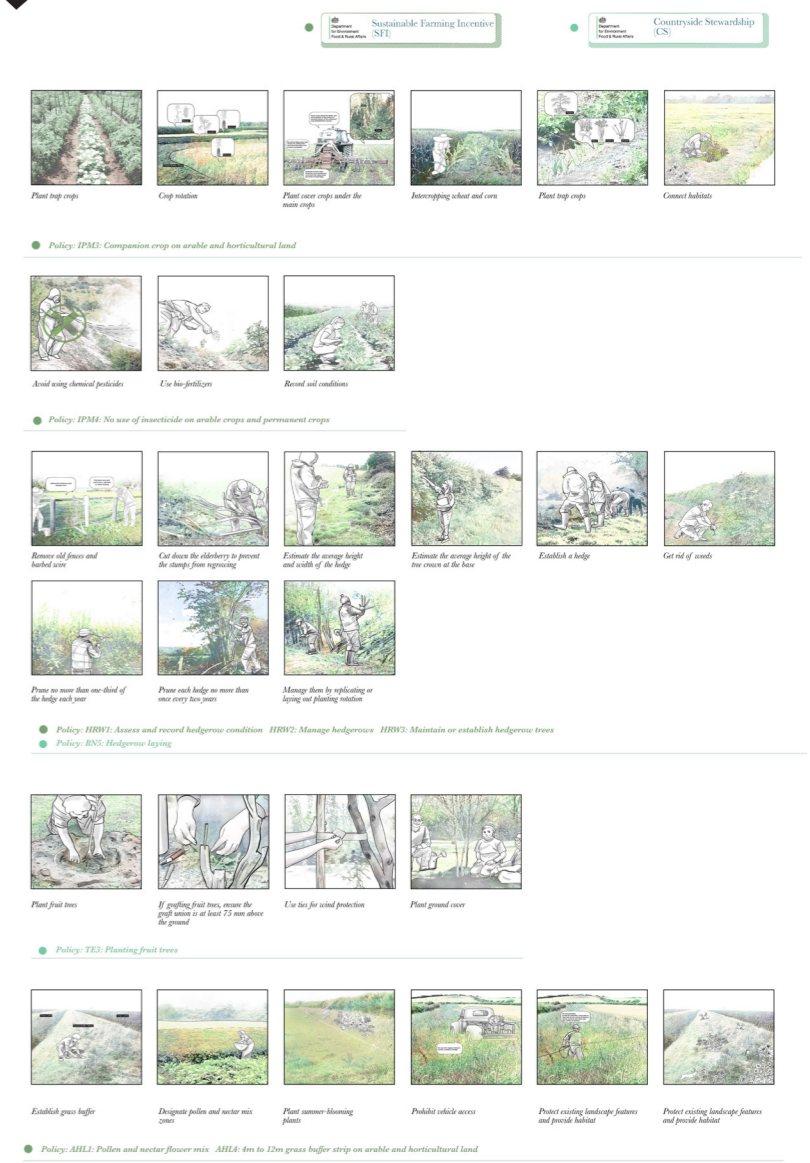 Department
for Environment
Food & Rural Affairs
Sustainable Farming Incentive
(SFI)
Department
for Environment
Food & Rural Affairs
Countryside Stewardship
(CS)
Plant trap crops
Crop rotation
Plant cover crops under the
main crops
Intercropping wheat and corn
Plant trap crops
Connect habitats
Policy: IPM3: Companion crop on arable and horticultural land
Avoid using chemical pesticides
Use bio-fertilizers
Record soil conditions
Policy: IPM4: No use of insecticide on arable crops and permanent crops
Remove old fences and
barbed wire
Cut down the elderberry to prevent
the stumps from regrowing
Estimate the average height
and width of the hedge
Estimate the average height of the
tree crown at the base
Establish a hedge
Get rid of weeds
Prune no more than one-third of
the hedge each year
Prune each hedge no more than
once every two years
Manage them by replicating or
laying out planting rotation
Policy: HRW1: Assess and record hedgerow condition HRW2: Manage hedgerows HRW3: Maintain or establish hedgerow trees
Policy: BN5: Hedgerow laying
Plant fruit trees
If grafting fruit trees, ensure the
graft union is at least 75 mm above
the ground
Use ties for wind protection
Plant ground cover
Policy: TE3: Planting fruit trees
Establish grass buffer
Designate pollen and nectar mix
zones
Plant summer-blooming
plants
Prohibit vehicle access
Protect existing landscape features
and provide habitat
Protect existing landscape features
and provide habitat
Policy: AHL1: Pollen and nectar flower mix AHL4: 4m to 12m grass buffer strip on arable and horticultural land